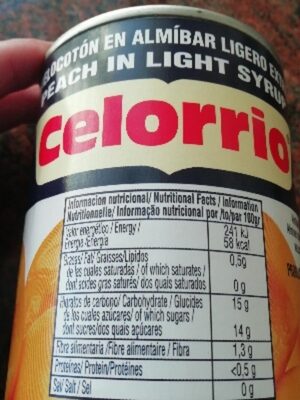 MELOCOTÓN EN ALMÍBAR LIGERO
PEACH IN LIGHT SYRUP
Celorrio
Informacion nutricional/ Nutritional Facts / Information
Nutritionnelle/ Informação nutricional por /to/par 100g/
Valor energetico / Energy / 241 kJ
Energie /Energia 58 kcal
Grasas/ Fat/ Graisses/Lipidos 0,5g
de las cuales saturadas / of which saturates /
dont acides gras saturés/ dos quais saturados 0 g
Hidratos de carbono/ Carbohydrate / Glucides 15 g
de los cuales azúcares/ of which sugars /
dont sucres/dos quais açúcares 14 g
Fibra alimentaria /Fibre alimentaire / Fibra 1,3 g
Proteínas/ Protein/Protéines <0,5 g
Sal/ Salt / Sel 0 g